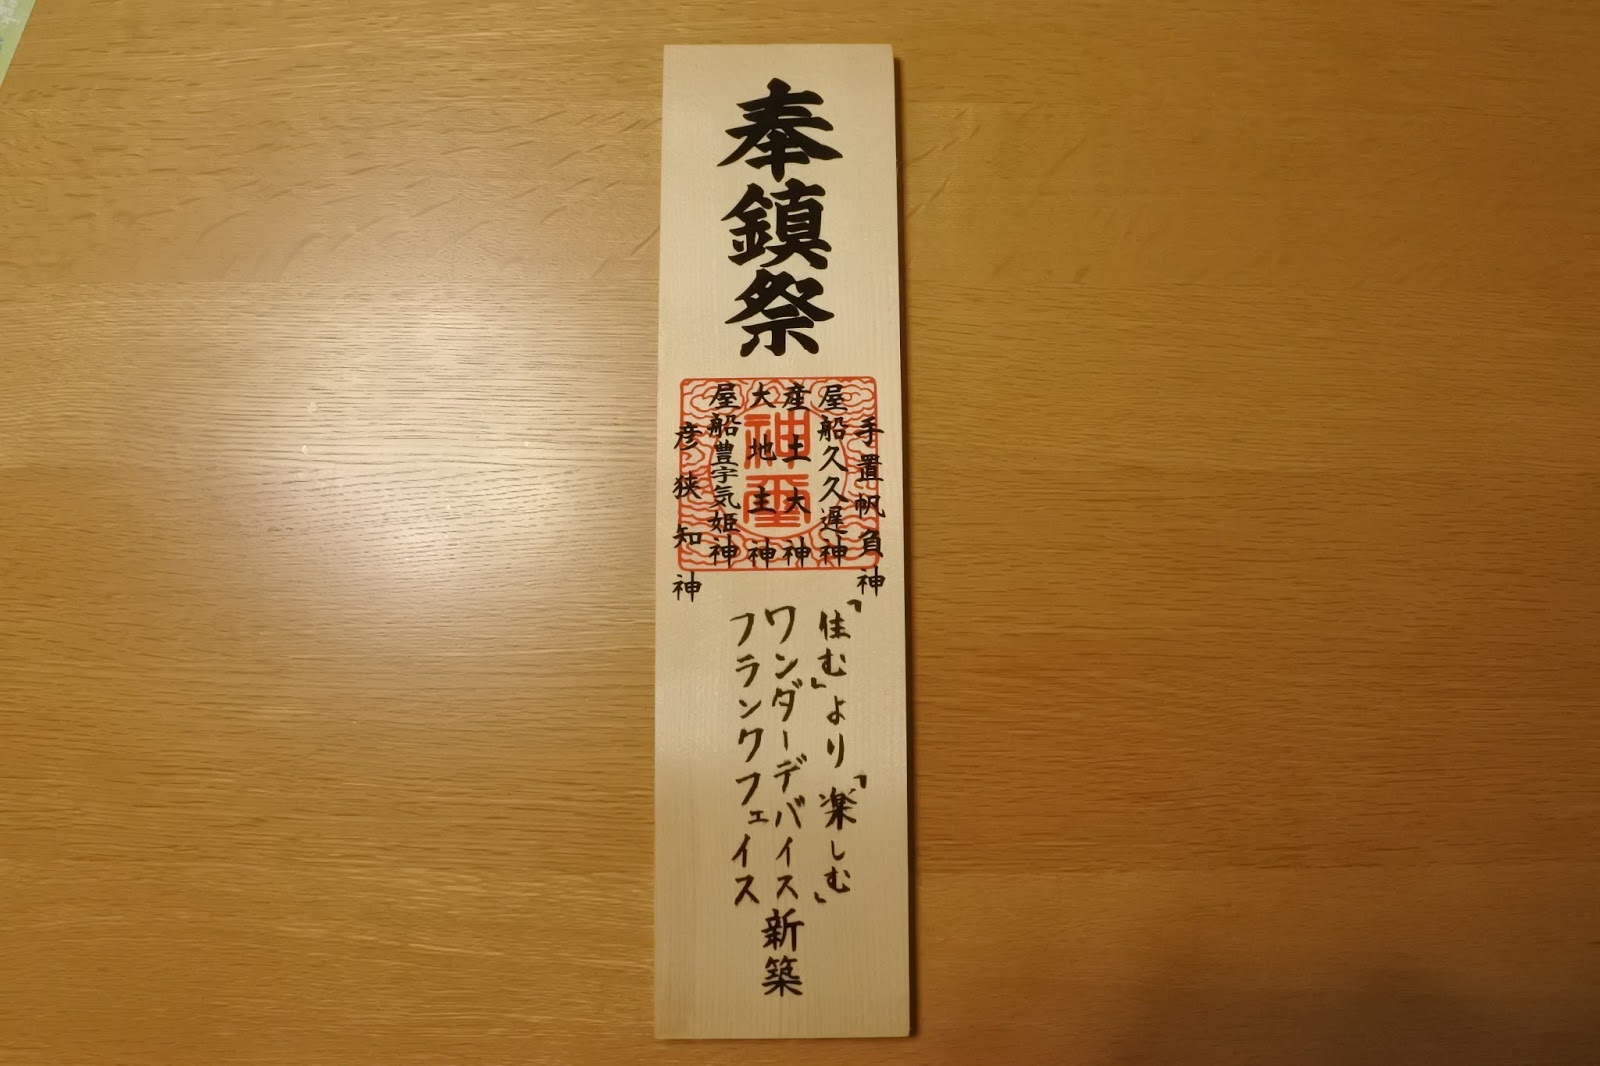 奉鎮祭
手置帆負神
屋船久久遅神
産土大神
大地主神
屋船豊宇気姫神
彦狭知神
神璽
「住む」より「楽しむ」
ワンダーデバイス
フランクフェイス
新築